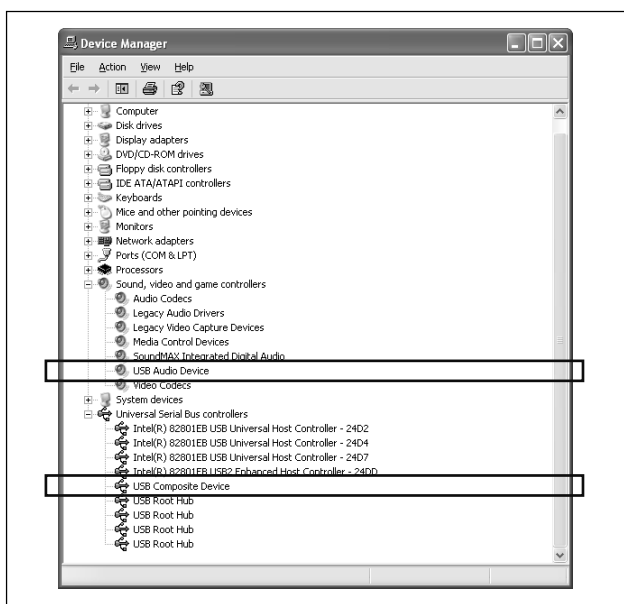 Device Manager
File Action View Help
Computer
Disk drives
Display adapters
DVD/CD-ROM drives
Floppy disk controllers
IDE ATA/ATAPI controllers
Keyboards
Mice and other pointing devices
Monitors
Network adapters
Ports (COM & LPT)
Processors
Sound, video and game controllers
Audio Codecs
Legacy Audio Drivers
Legacy Video Capture Devices
Media Control Devices
SoundMAX Integrated Digital Audio
USB Audio Device
Video Codecs
System devices
Universal Serial Bus controllers
Intel(R) 82801EB USB Universal Host Controller - 24D2
Intel(R) 82801EB USB Universal Host Controller - 24D4
Intel(R) 82801EB USB Universal Host Controller - 24D7
Intel(R) 82801EB USB2 Enhanced Host Controller - 24DD
USB Composite Device
USB Root Hub
USB Root Hub
USB Root Hub
USB Root Hub